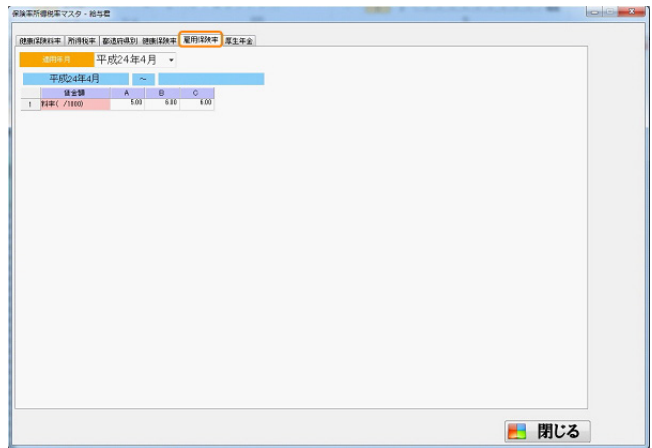 保険率所得税率マスタ - 給与君
健康保険料率 所得税率 都道府県別 健康保険率 雇用保険率 厚生年金
適用年月 平成24年4月
平成24年4月 ～
賃金額 A B C
1 料率( /1000) 5.00 6.00 6.00
閉じる